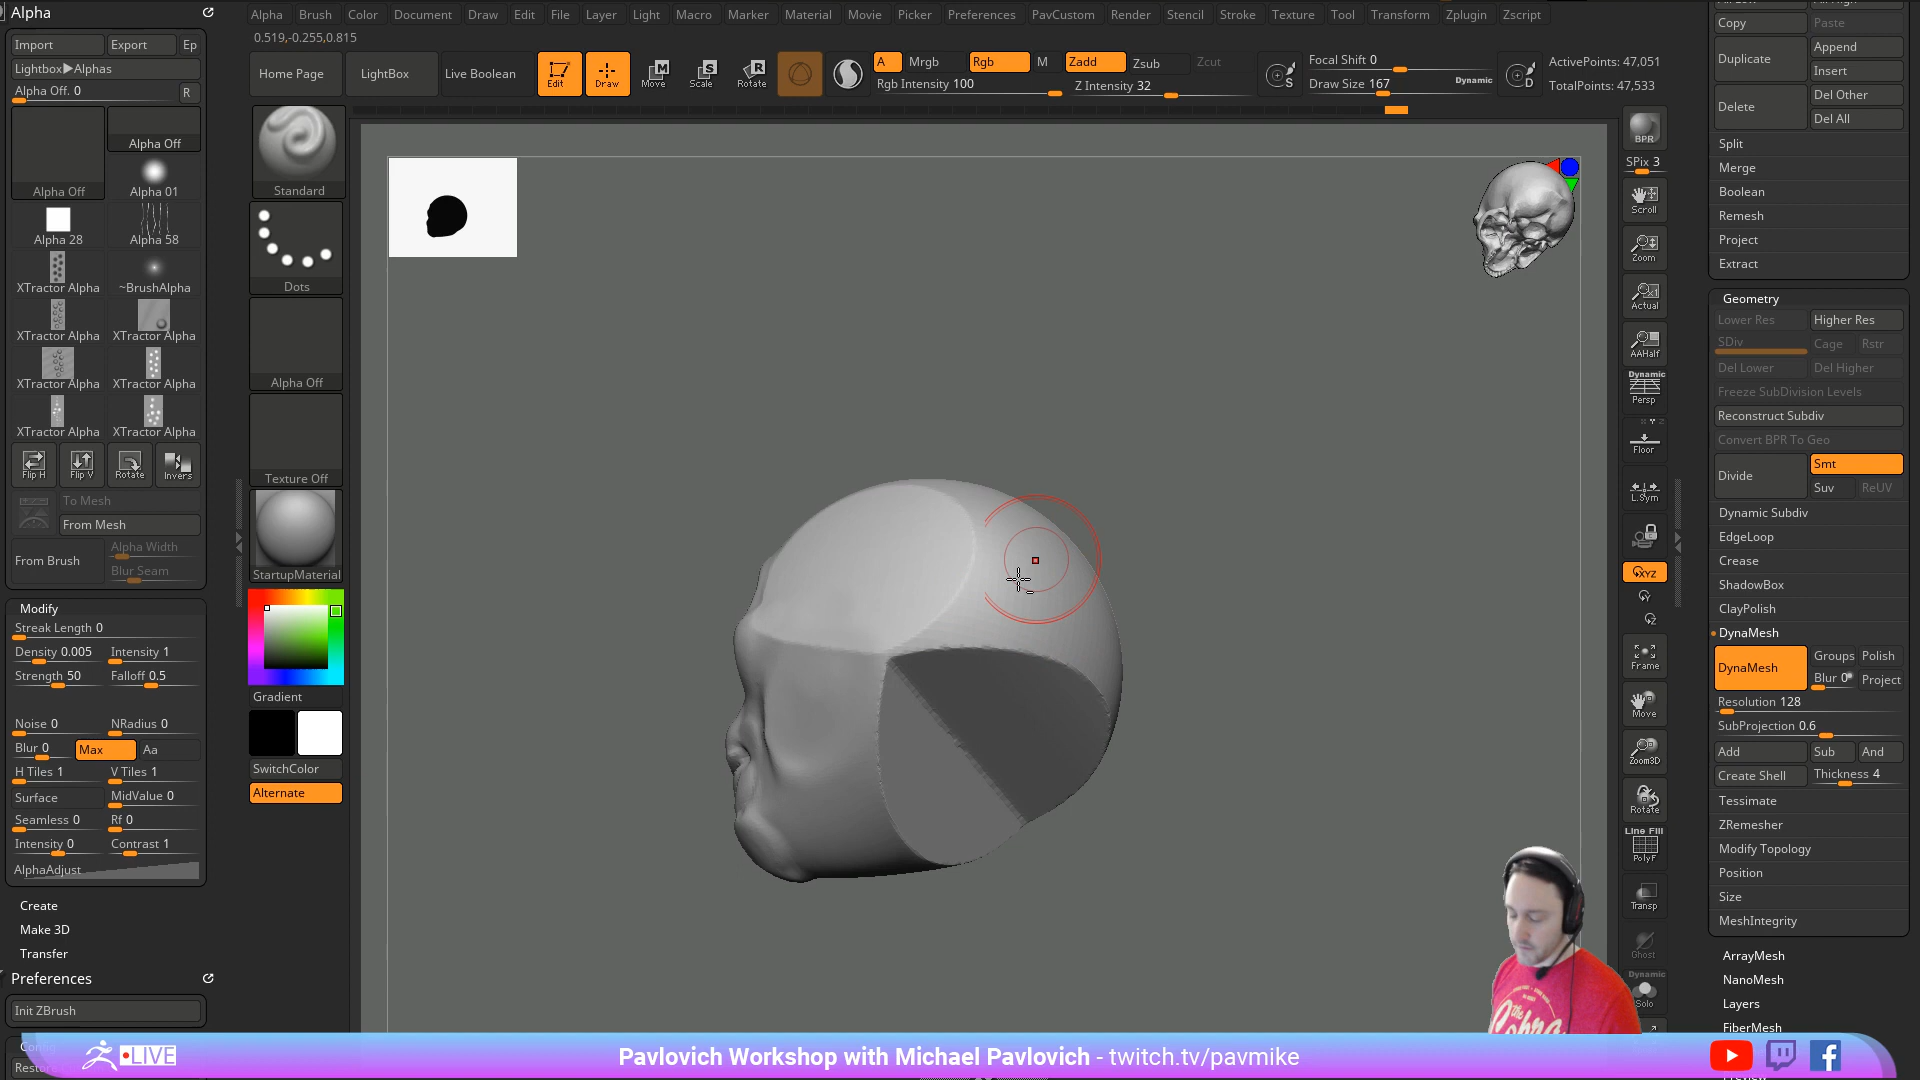 Alpha
Alpha Brush Color Document Draw Edit File Layer Light Macro Marker Material Movie Picker Preferences PavCustom Render Stencil Stroke Texture Tool Transform Zplugin Zscript
0.519,-0.255,0.815
Import Export Ep
Lightbox▶Alphas
Alpha Off. 0 R
Home Page LightBox Live Boolean Edit Draw Move Scale Rotate
A Mrgb Rgb M Zadd Zsub Zcut
Rgb Intensity 100 Z Intensity 32
S Focal Shift 0
Draw Size 167 Dynamic
D ActivePoints: 47,051
TotalPoints: 47,533
Alpha Off
Alpha Off Alpha 01
Alpha 28 Alpha 58
XTractor Alpha ~BrushAlpha
XTractor Alpha XTractor Alpha
XTractor Alpha XTractor Alpha
XTractor Alpha XTractor Alpha
Flip H Flip V Rotate Invers
To Mesh
From Mesh
From Brush Alpha Width
Blur Seam
Modify
Streak Length 0
Density 0.005 Intensity 1
Strength 50 Falloff 0.5
Noise 0 NRadius 0
Blur 0 Max Aa
H Tiles 1 V Tiles 1
Surface MidValue 0
Seamless 0 Rf 0
Intensity 0 Contrast 1
AlphaAdjust
Create
Make 3D
Transfer
Preferences
Init ZBrush
Standard
Dots
Alpha Off
Texture Off
StartupMaterial
Gradient
SwitchColor
Alternate
BPR
SPix 3
Scroll
Zoom
Actual
AAHalf
Dynamic
Persp
Floor
L.Sym
XYZ
Frame
Move
Zoom3D
Rotate
Line Fill
PolyF
Transp
Ghost
Dynamic
Solo
Copy Paste
Duplicate Append
Insert
Delete Del Other
Del All
Split
Merge
Boolean
Remesh
Project
Extract
Geometry
Lower Res Higher Res
SDiv Cage Rstr
Del Lower Del Higher
Freeze SubDivision Levels
Reconstruct Subdiv
Convert BPR To Geo
Divide Smt
Suv ReUV
Dynamic Subdiv
EdgeLoop
Crease
ShadowBox
ClayPolish
DynaMesh
DynaMesh Groups Polish
Blur 0 Project
Resolution 128
SubProjection 0.6
Add Sub And
Create Shell Thickness 4
Tessimate
ZRemesher
Modify Topology
Position
Size
MeshIntegrity
ArrayMesh
NanoMesh
Layers
FiberMesh
the Cobra
LIVE
Pavlovich Workshop with Michael Pavlovich - twitch.tv/pavmike